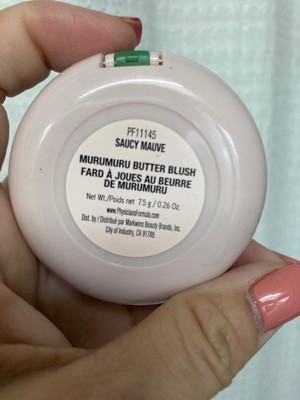 PF11145
SAUCY MAUVE
MURUMURU BUTTER BLUSH
FARD À JOUES AU BEURRE
DE MURUMURU
Net Wt./Poids net 7.5 g / 0.26 Oz.
www.PhysiciansFormula.com
Dist. by / Distribué par Markwins Beauty Brands, Inc.
City of Industry, CA 91789.